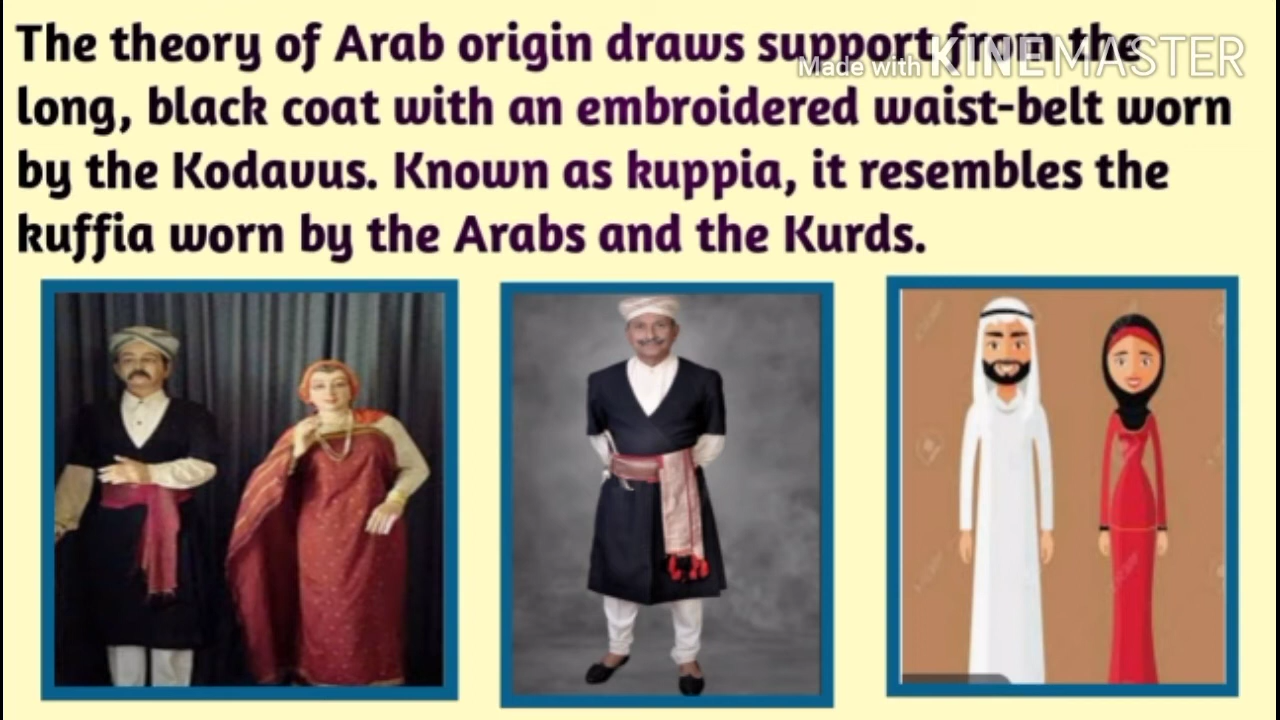 The theory of Arab origin draws support from the
Made with KINEMASTER
long, black coat with an embroidered waist-belt worn
by the Kodavus. Known as kuppia, it resembles the
kuffia worn by the Arabs and the Kurds.